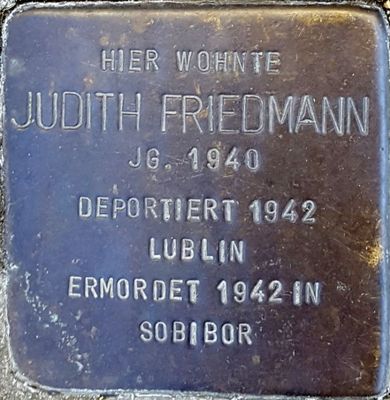 HIER WOHNTE
JUDITH FRIEDMANN
JG. 1940
DEPORTIERT 1942
LUBLIN
ERMORDET 1942 IN
SOBIBOR